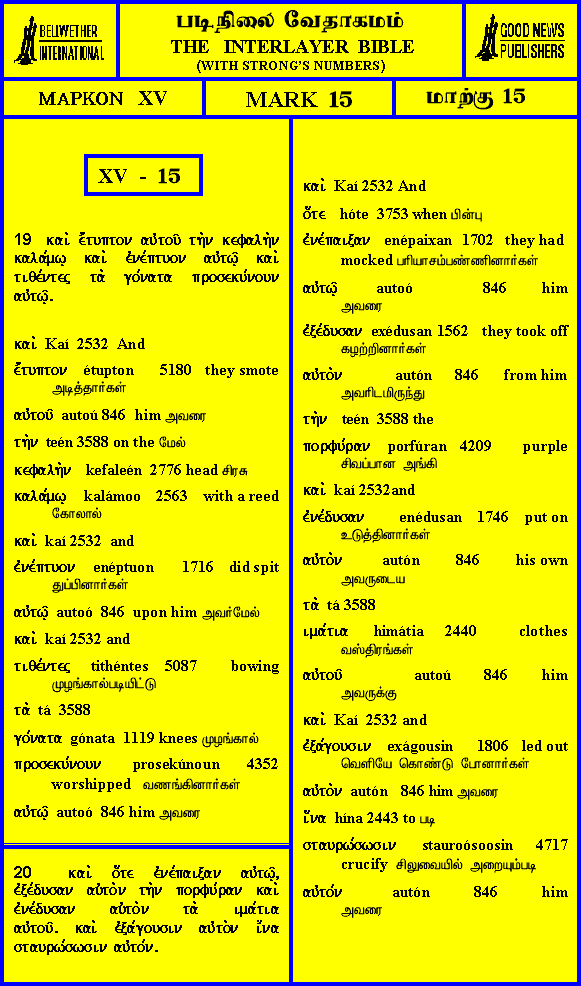 BELLWETHER
INTERNATIONAL
படிநிலை வேதாகமம்
THE INTERLAYER BIBLE
(WITH STRONG'S NUMBERS)
GOOD NEWS
PUBLISHERS
ΜΑΡΚΟΝ XV
MARK 15
மாற்கு 15
XV - 15
19 καὶ ἔτυπτον αὐτοῦ τὴν κεφαλὴν
καλάμῳ καὶ ἐνέπτυον αὐτῷ καὶ
τιθέντες τὰ γόνατα προσεκύνουν
αὐτῷ.
καὶ Kaí 2532 And
ἔτυπτον étupton 5180 they smote
அடித்தார்கள்
αὐτοῦ autoú 846 him அவரை
τὴν teén 3588 on the மேல்
κεφαλὴν kefaleén 2776 head சிரசு
καλάμῳ kalámoo 2563 with a reed
கோலால்
καὶ kaí 2532 and
ἐνέπτυον enéptuon 1716 did spit
துப்பினார்கள்
αὐτῷ autoó 846 upon him அவர்மேல்
καὶ kaí 2532 and
τιθέντες tithéntes 5087 bowing
முழங்கால்படியிட்டு
τὰ tá 3588
γόνατα gónata 1119 knees முழங்கால்
προσεκύνουν prosekúnoun 4352
worshipped வணங்கினார்கள்
αὐτῷ autoó 846 him அவரை
20 καὶ ὅτε ἐνέπαιξαν αὐτῷ,
ἐξέδυσαν αὐτὸν τὴν πορφύραν καὶ
ἐνέδυσαν αὐτὸν τὰ ιμάτια
αὐτοῦ. καὶ ἐξάγουσιν αὐτὸν ἵνα
σταυρώσωσιν αὐτόν.
καὶ Kaí 2532 And
ὅτε hóte 3753 when பின்பு
ἐνέπαιξαν enépaixan 1702 they had
mocked பரியாசம்பண்ணினார்கள்
αὐτῷ autoó 846 him
அவரை
ἐξέδυσαν exédusan 1562 they took off
கழற்றினார்கள்
αὐτὸν autón 846 from him
அவரிடமிருந்து
τὴν teén 3588 the
πορφύραν porfúran 4209 purple
சிவப்பான அங்கி
καὶ kaí 2532and
ἐνέδυσαν enédusan 1746 put on
உடுத்தினார்கள்
αὐτὸν autón 846 his own
அவருடைய
τὰ tá 3588
ιμάτια himátia 2440 clothes
வஸ்திரங்கள்
αὐτοῦ autoú 846 him
அவருக்கு
καὶ Kaí 2532 and
ἐξάγουσιν exágousin 1806 led out
வெளியே கொண்டு போனார்கள்
αὐτὸν autón 846 him அவரை
ἵνα hína 2443 to படி
σταυρώσωσιν stauroósoosin 4717
crucify சிலுவையில் அறையும்படி
αὐτόν autón 846 him
அவரை